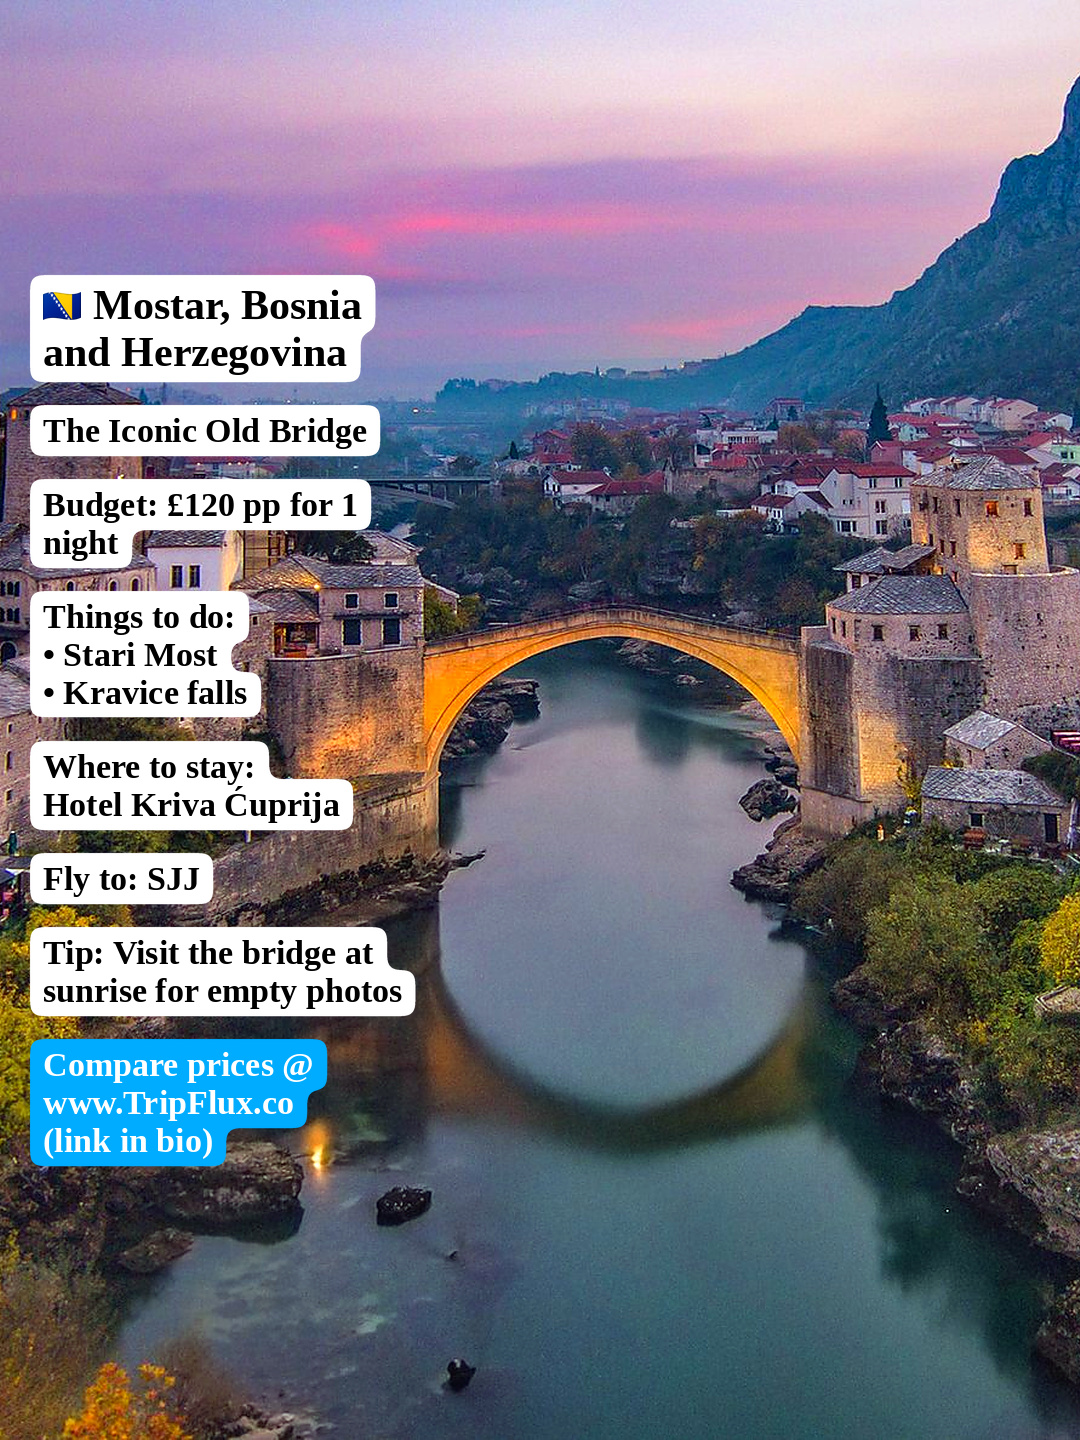 🇧🇦 Mostar, Bosnia
and Herzegovina
The Iconic Old Bridge
Budget: £120 pp for 1
night
Things to do:
• Stari Most
• Kravice falls
Where to stay:
Hotel Kriva Ćuprija
Fly to: SJJ
Tip: Visit the bridge at
sunrise for empty photos
Compare prices @
www.TripFlux.co
(link in bio)